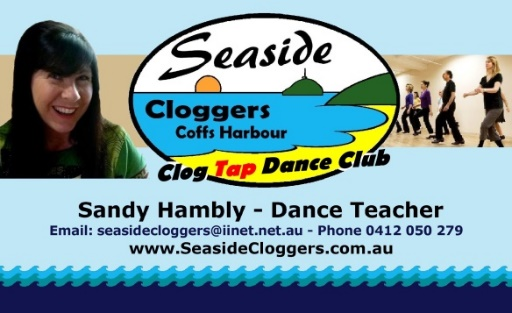 Seaside
Cloggers
Coffs Harbour
Clog Tap Dance Club
Sandy Hambly - Dance Teacher
Email: seasidecloggers@iinet.net.au - Phone 0412 050 279
www.SeasideCloggers.com.au